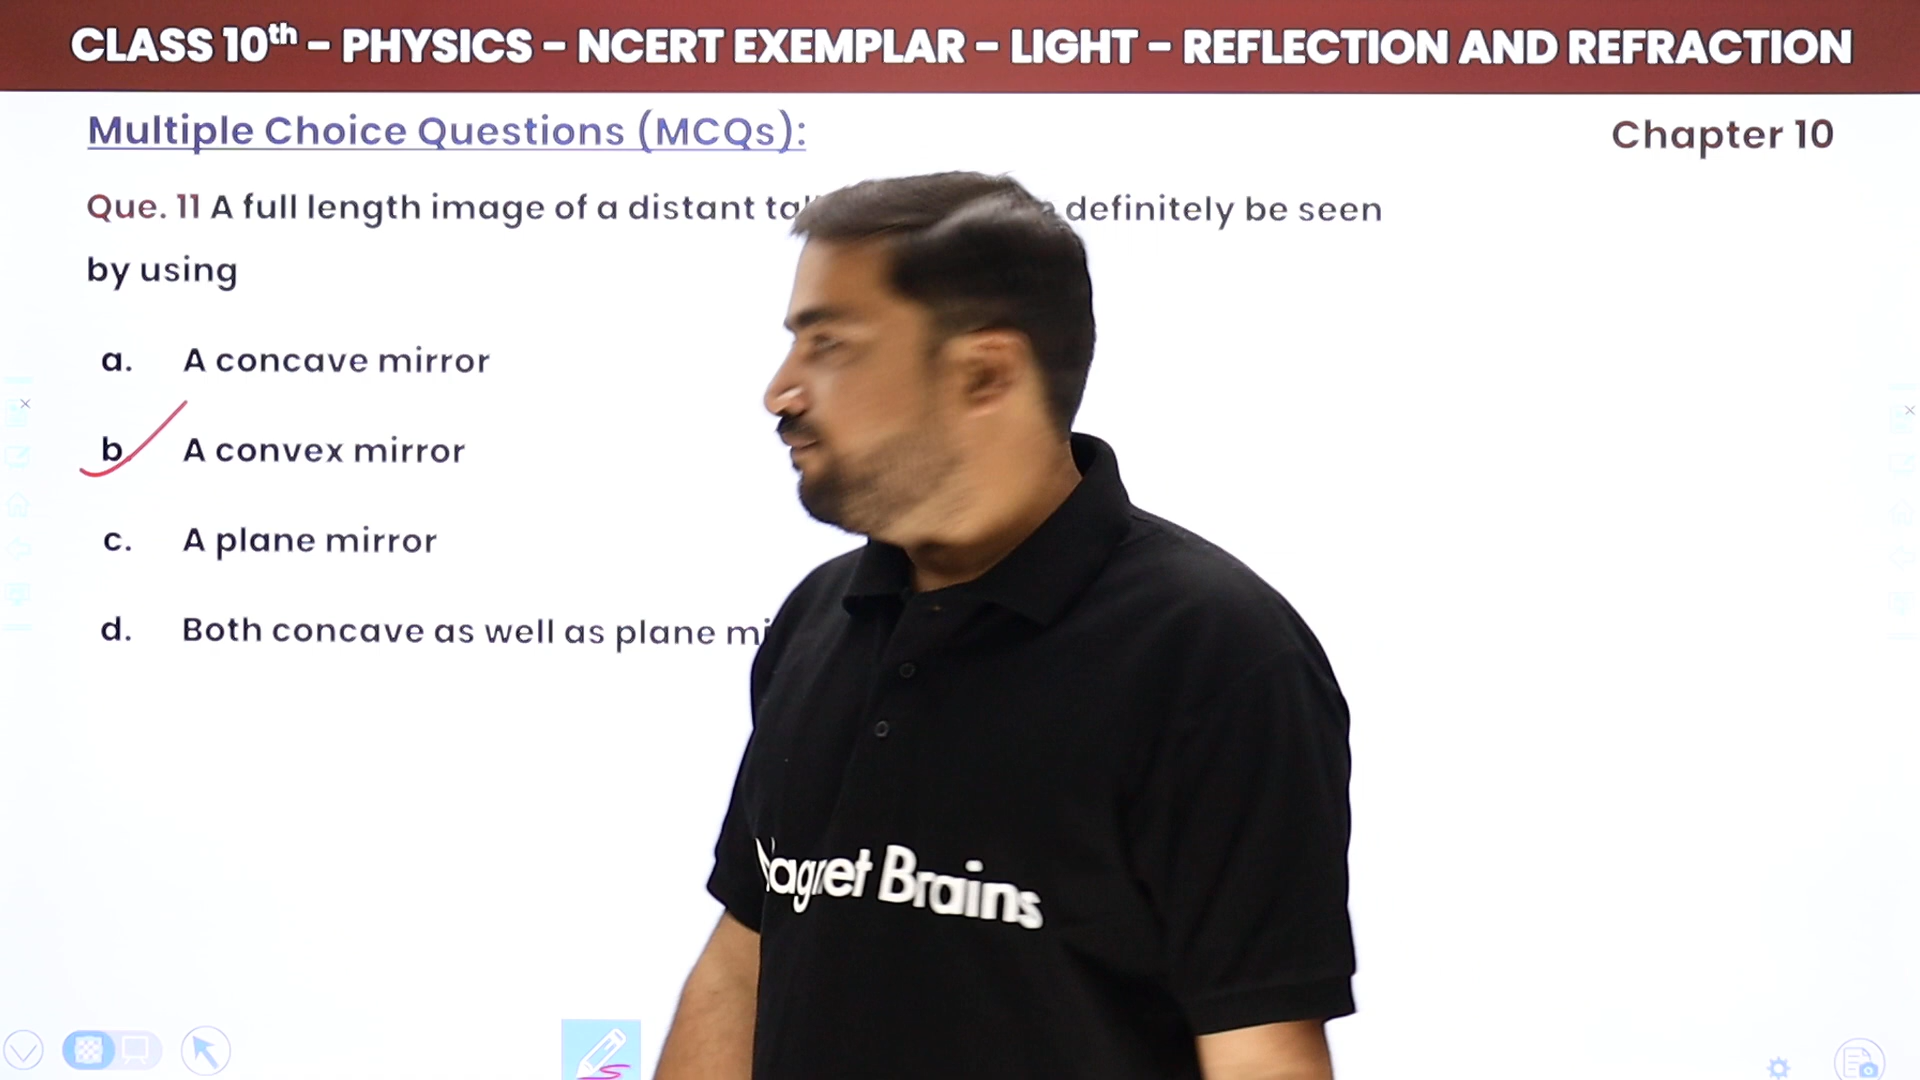 CLASS 10th – PHYSICS – NCERT EXEMPLAR – LIGHT – REFLECTION AND REFRACTION
Multiple Choice Questions (MCQs):
Chapter 10
Que. 11 A full length image of a distant definitely be seen
by using
a. A concave mirror
b A convex mirror
c. A plane mirror
d. Both concave as well as plane
Brains